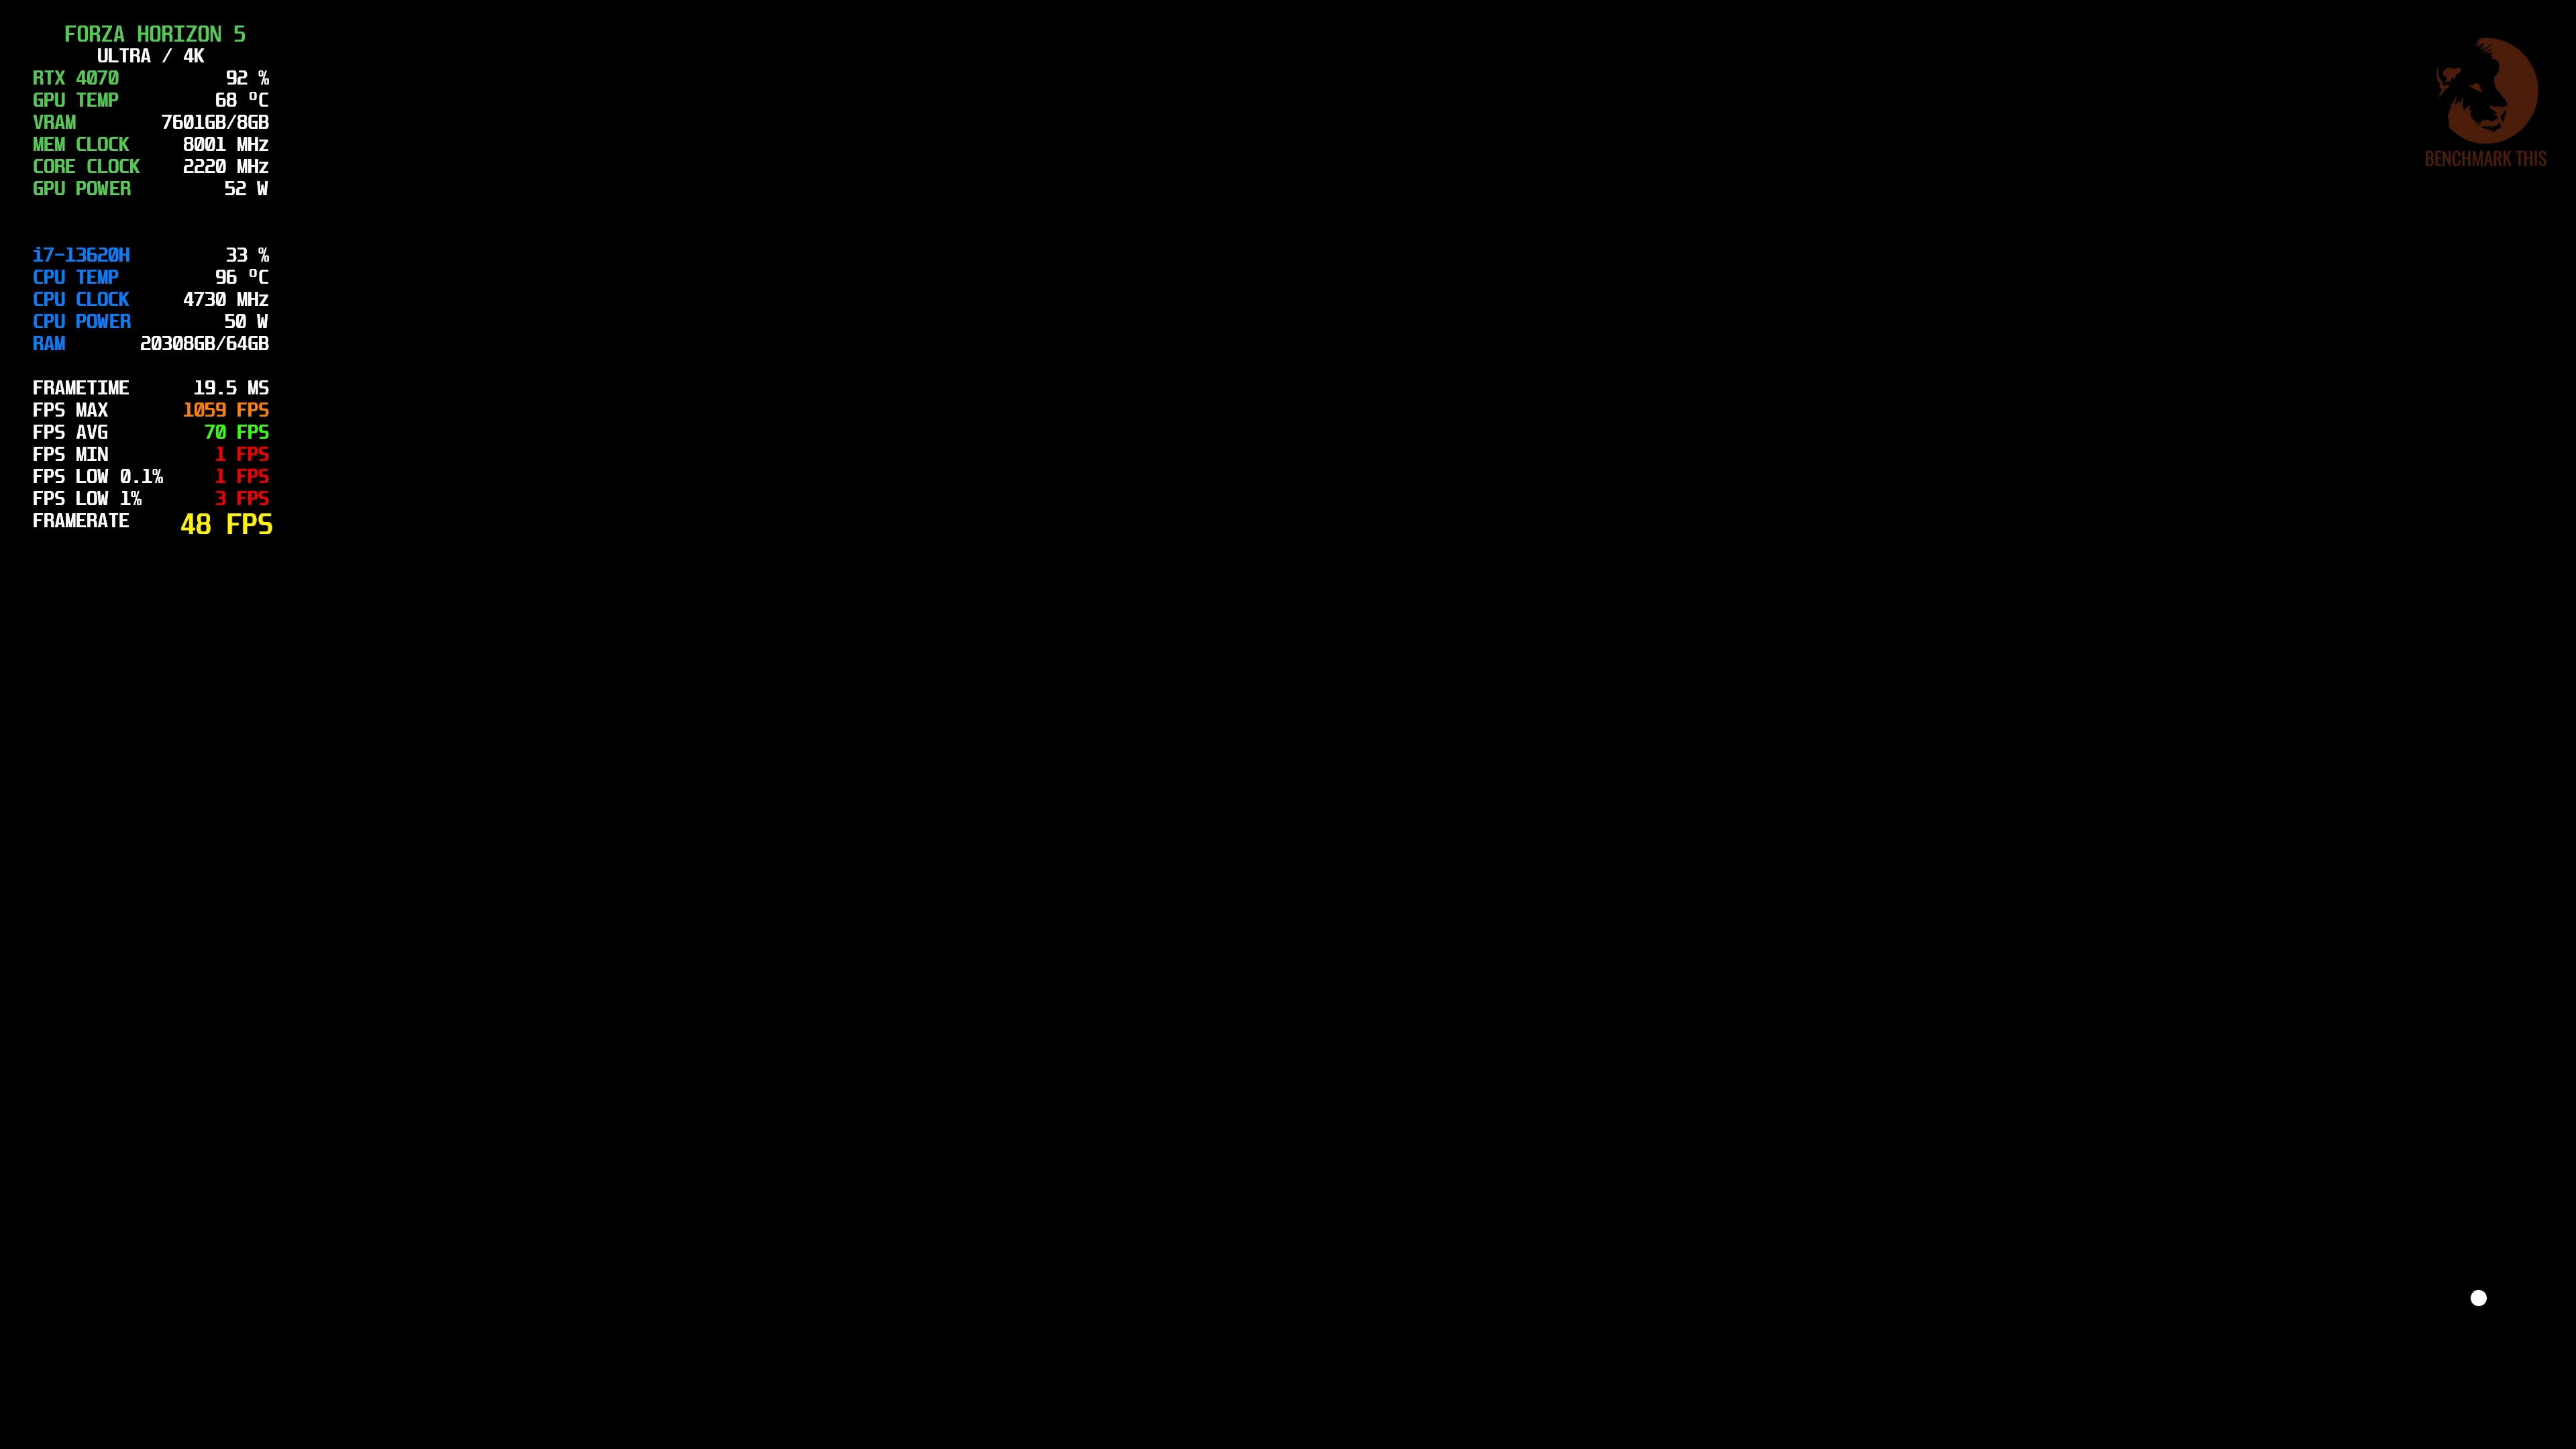 FORZA HORIZON 5
ULTRA / 4K
RTX 4070 92 %
GPU TEMP 68 °C
VRAM 7601GB/8GB
MEM CLOCK 8001 MHz
CORE CLOCK 2220 MHz
GPU POWER 52 W
i7-13620H 33 %
CPU TEMP 96 °C
CPU CLOCK 4730 MHz
CPU POWER 50 W
RAM 20308GB/64GB
FRAMETIME 19.5 MS
FPS MAX 1059 FPS
FPS AVG 70 FPS
FPS MIN 1 FPS
FPS LOW 0.1% 1 FPS
FPS LOW 1% 3 FPS
FRAMERATE 48 FPS
BENCHMARK THIS